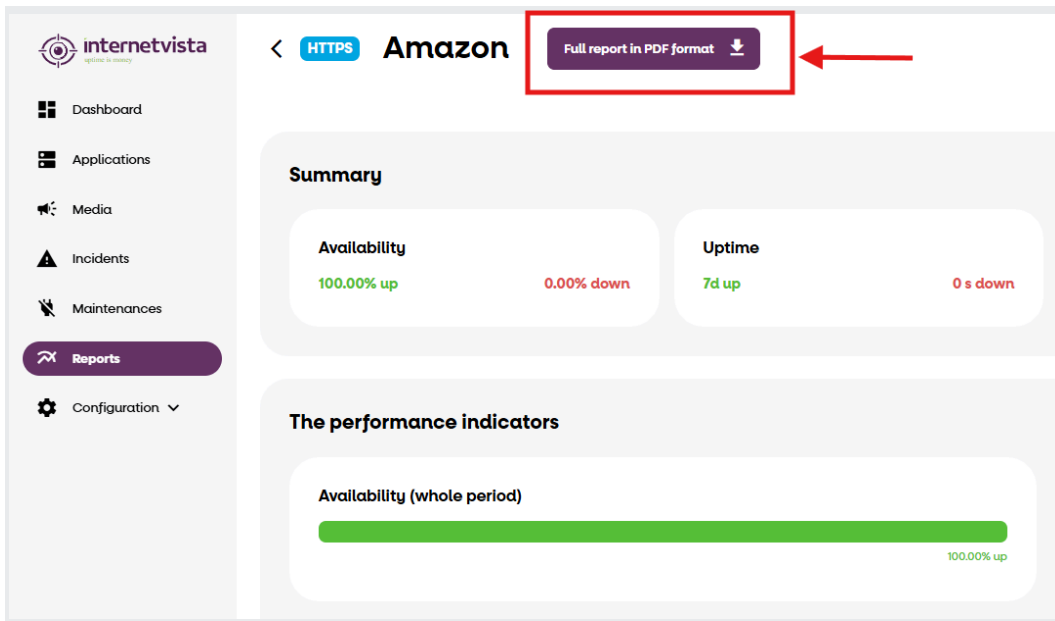 internetvista
uptime is money
Dashboard
Applications
Media
Incidents
Maintenances
Reports
Configuration
HTTPS Amazon Full report in PDF format
Summary
Availability
100.00% up 0.00% down
Uptime
7d up 0 s down
The performance indicators
Availability (whole period)
100.00% up